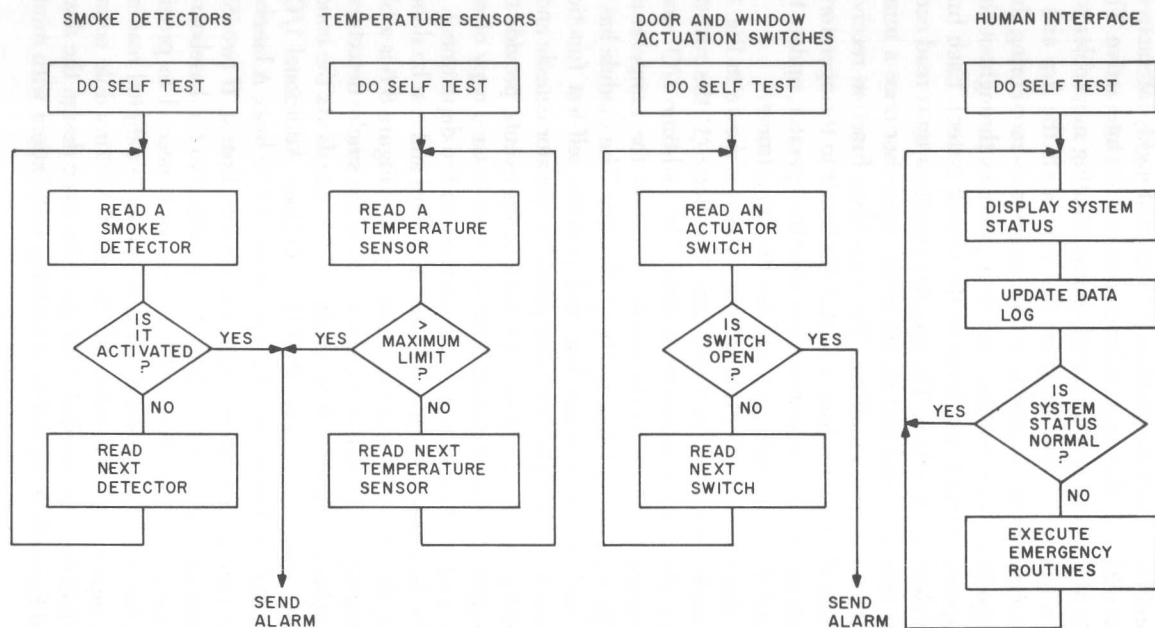 SMOKE DETECTORS
DO SELF TEST
READ A
SMOKE
DETECTOR
IS
IT
ACTIVATED
?
YES
NO
READ
NEXT
DETECTOR
TEMPERATURE SENSORS
DO SELF TEST
READ A
TEMPERATURE
SENSOR
>
MAXIMUM
LIMIT
?
YES
NO
READ NEXT
TEMPERATURE
SENSOR
SEND
ALARM
DOOR AND WINDOW
ACTUATION SWITCHES
DO SELF TEST
READ AN
ACTUATOR
SWITCH
IS
SWITCH
OPEN
?
YES
NO
READ
NEXT
SWITCH
SEND
ALARM
HUMAN INTERFACE
DO SELF TEST
DISPLAY SYSTEM
STATUS
UPDATE DATA
LOG
IS
SYSTEM
STATUS
NORMAL
?
YES
NO
EXECUTE
EMERGENCY
ROUTINES